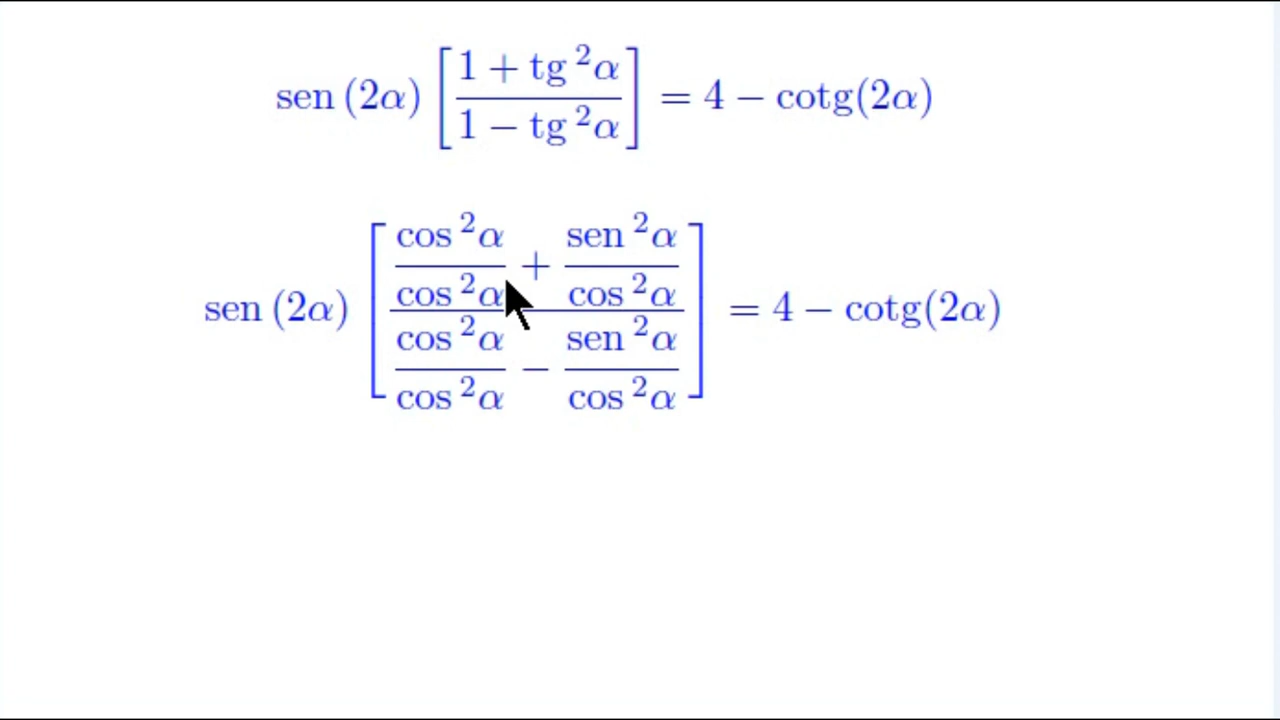 sen (2α) [ (1 + tg²α) / (1 − tg²α) ] = 4 − cotg(2α)
sen (2α) [ (cos²α / cos²α + sen²α / cos²α) / (cos²α / cos²α − sen²α / cos²α) ] = 4 − cotg(2α)